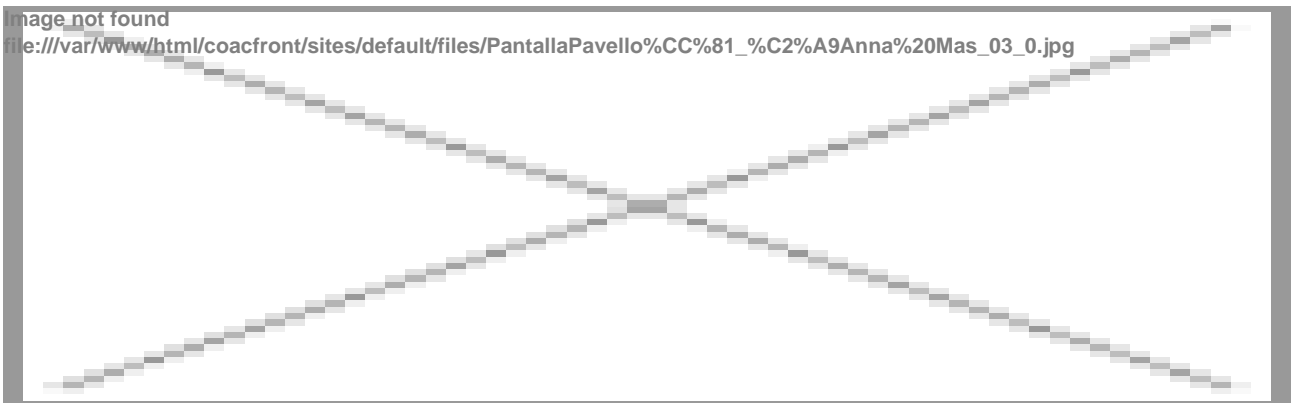 Image not found
file:///var/www/html/coacfront/sites/default/files/PantallaPavello%CC%81_%C2%A9Anna%20Mas_03_0.jpg